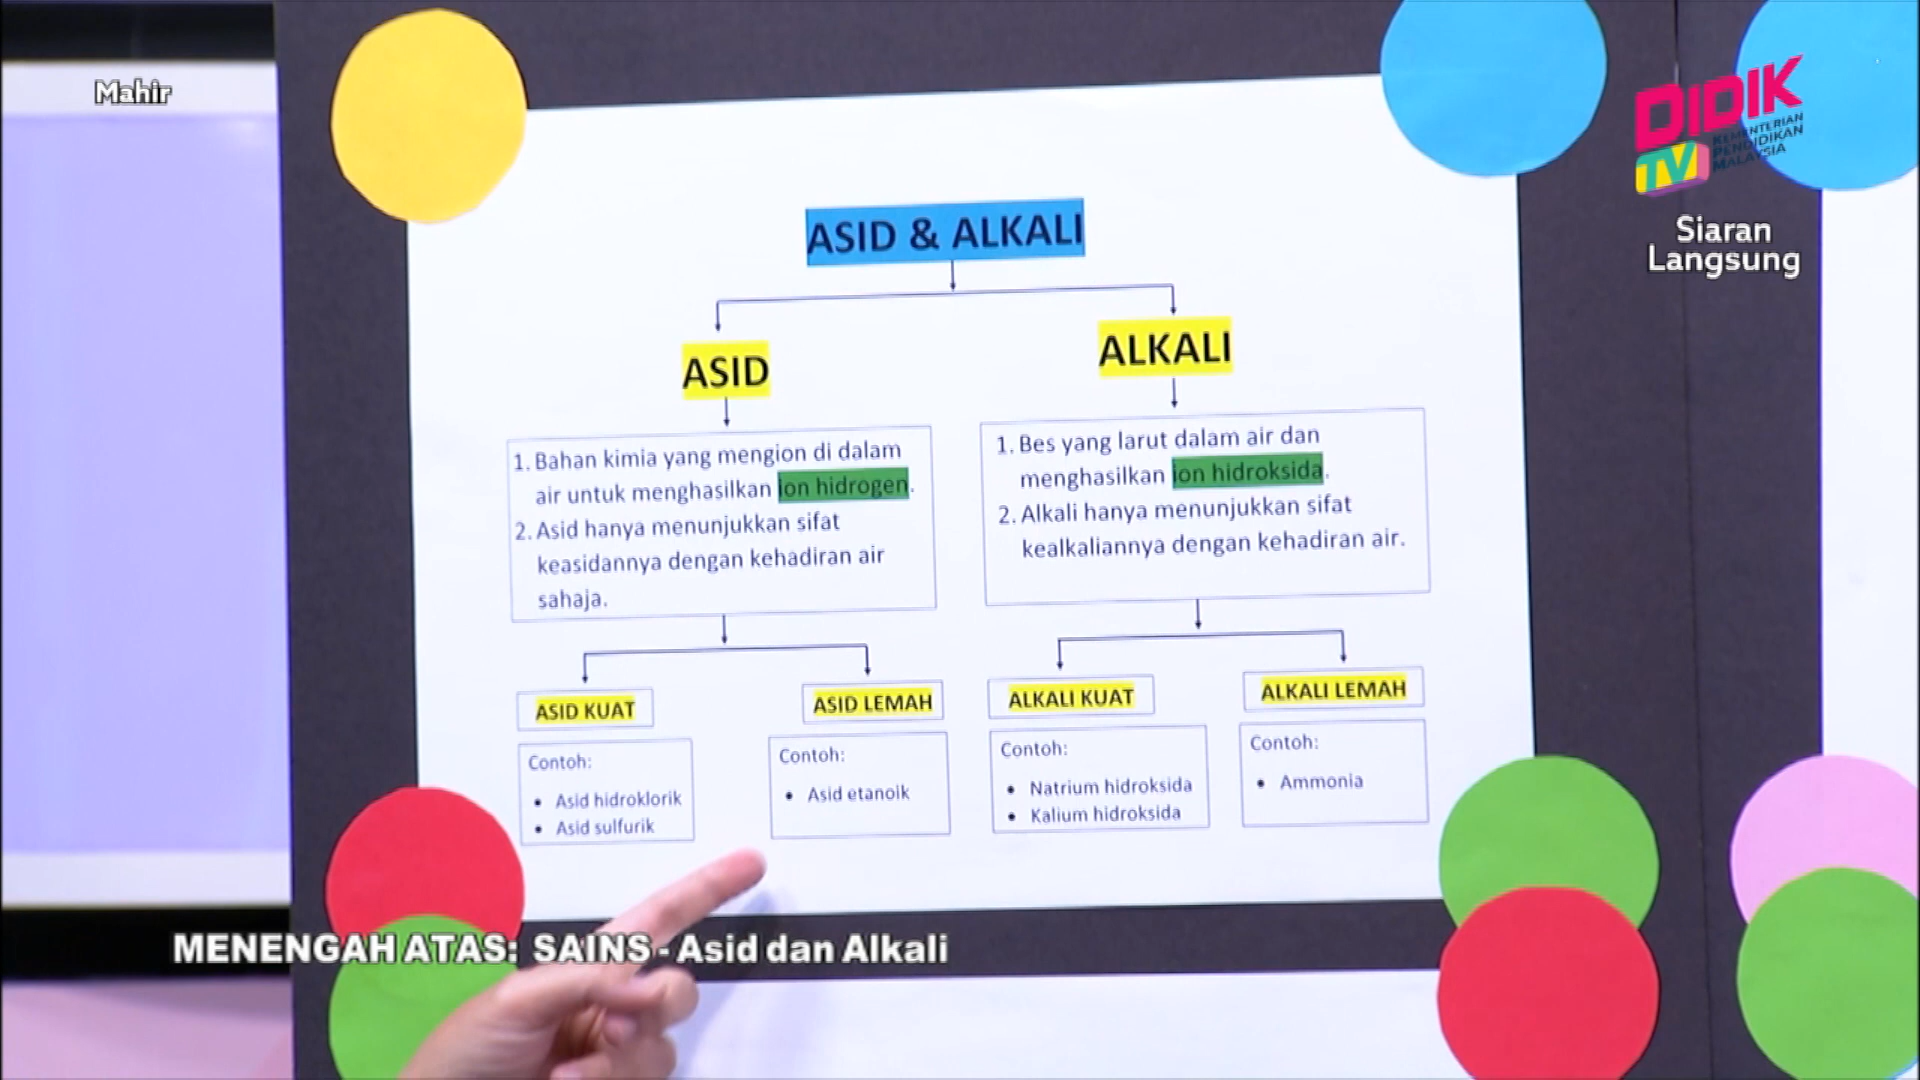 Mahir
DIDIK
TV
KEMENTERIAN
PENDIDIKAN
MALAYSIA
Siaran
Langsung
ASID & ALKALI
ASID
ALKALI
1. Bahan kimia yang mengion di dalam
air untuk menghasilkan ion hidrogen.
2. Asid hanya menunjukkan sifat
keasidannya dengan kehadiran air
sahaja.
1. Bes yang larut dalam air dan
menghasilkan ion hidroksida.
2. Alkali hanya menunjukkan sifat
kealkaliannya dengan kehadiran air.
ASID KUAT
ASID LEMAH
ALKALI KUAT
ALKALI LEMAH
Contoh:
• Asid hidroklorik
• Asid sulfurik
Contoh:
• Asid etanoik
Contoh:
• Natrium hidroksida
• Kalium hidroksida
Contoh:
• Ammonia
MENENGAH ATAS: SAINS - Asid dan Alkali